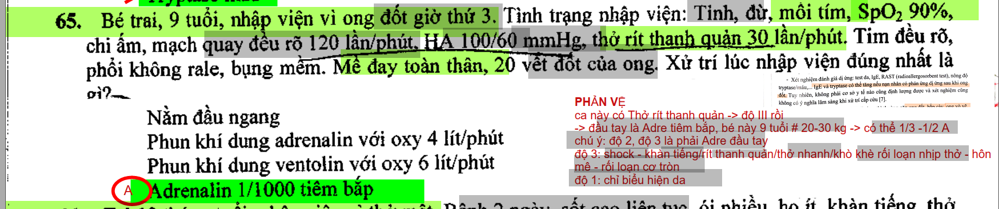 Tryptase máu
65. Bé trai, 9 tuổi, nhập viện vì ong đốt giờ thứ 3. Tình trạng nhập viện: Tỉnh, đừ, môi tím, SpO₂ 90%,
chi ấm, mạch quay đều rõ 120 lần/phút, HA 100/60 mmHg, thở rít thanh quản 30 lần/phút. Tim đều rõ,
phổi không rale, bụng mềm. Mề đay toàn thân, 20 vết đốt của ong. Xử trí lúc nhập viện đúng nhất là
gì?
- Xét nghiệm đánh giá dị ứng: test da, IgE, RAST (radioallergosorbent test), nồng độ
tryptase/máu,... IgE và tryptase có thể tăng nếu nạn nhân có phản ứng dị ứng sau khi ong
đốt. Tuy nhiên, không phải cơ sở y tế nào cũng định lượng được và xét nghiệm cũng
không có ý nghĩa lâm sàng khi xử trí cấp cứu [7].
PHẢN VỆ
ca này có Thở rít thanh quản -> độ III rồi
-> đầu tay là Adre tiêm bắp, bé này 9 tuổi # 20-30 kg -> có thể 1/3 -1/2 A
chú ý: độ 2, độ 3 là phải Adre đầu tay
độ 3: shock - khàn tiếng/rít thanh quản/thở nhanh/khò khè rối loạn nhịp thở - hôn
mê - rối loạn cơ tròn
độ 1: chỉ biểu hiện da
Nằm đầu ngang
Phun khí dung adrenalin với oxy 4 lít/phút
Phun khí dung ventolin với oxy 6 lít/phút
A Adrenalin 1/1000 tiêm bắp
sốt cao liên tục, ói nhiều, ho ít, khàn tiếng, thở